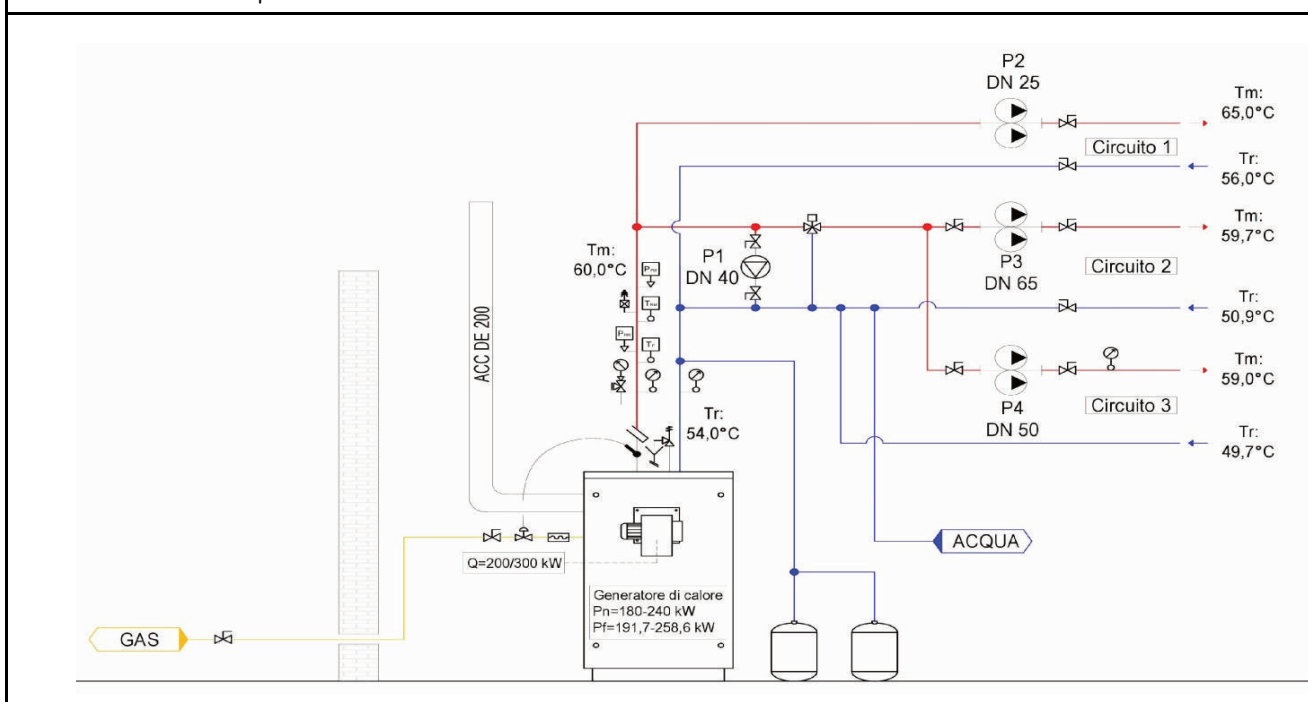 P2
DN 25
Tm:
65,0°C
Circuito 1
Tr:
56,0°C
Tm:
60,0°C
P1
DN 40
P3
DN 65
Tm:
59,7°C
Circuito 2
Tr:
50,9°C
ACC DE 200
Tr:
54,0°C
P4
DN 50
Tm:
59,0°C
Circuito 3
Tr:
49,7°C
Q=200/300 kW
ACQUA
Generatore di calore
Pn=180-240 kW
Pf=191,7-258,6 kW
GAS